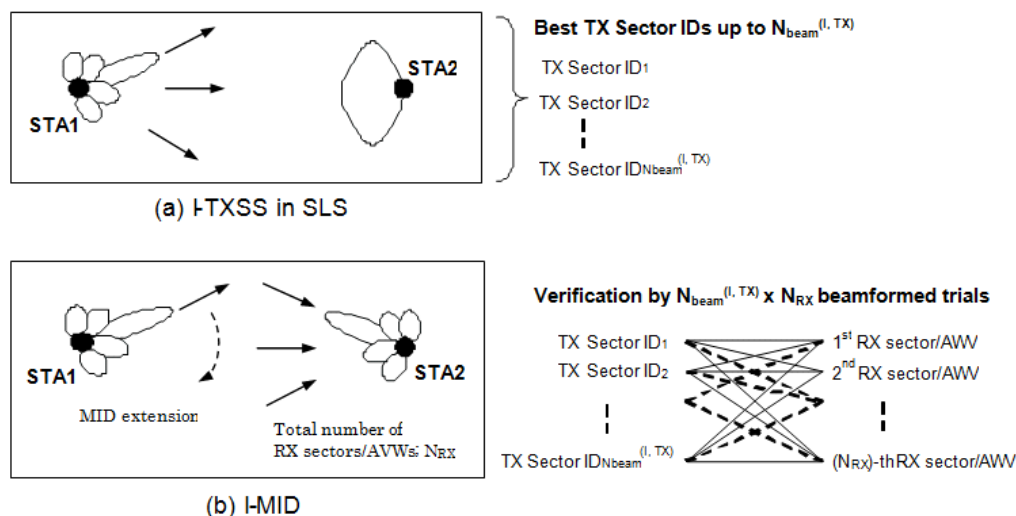 Best TX Sector IDs up to Nbeam(I, TX)
TX Sector ID1
TX Sector ID2
TX Sector IDNbeam(I, TX)
STA1
STA2
(a) I-TXSS in SLS
Verification by Nbeam(I, TX) x NRX beamformed trials
TX Sector ID1
TX Sector ID2
TX Sector IDNbeam(I, TX)
1st RX sector/AWV
2nd RX sector/AWV
(NRX)-thRX sector/AWV
STA1
STA2
MID extension
Total number of
RX sectors/AVWs; NRX
(b) I-MID